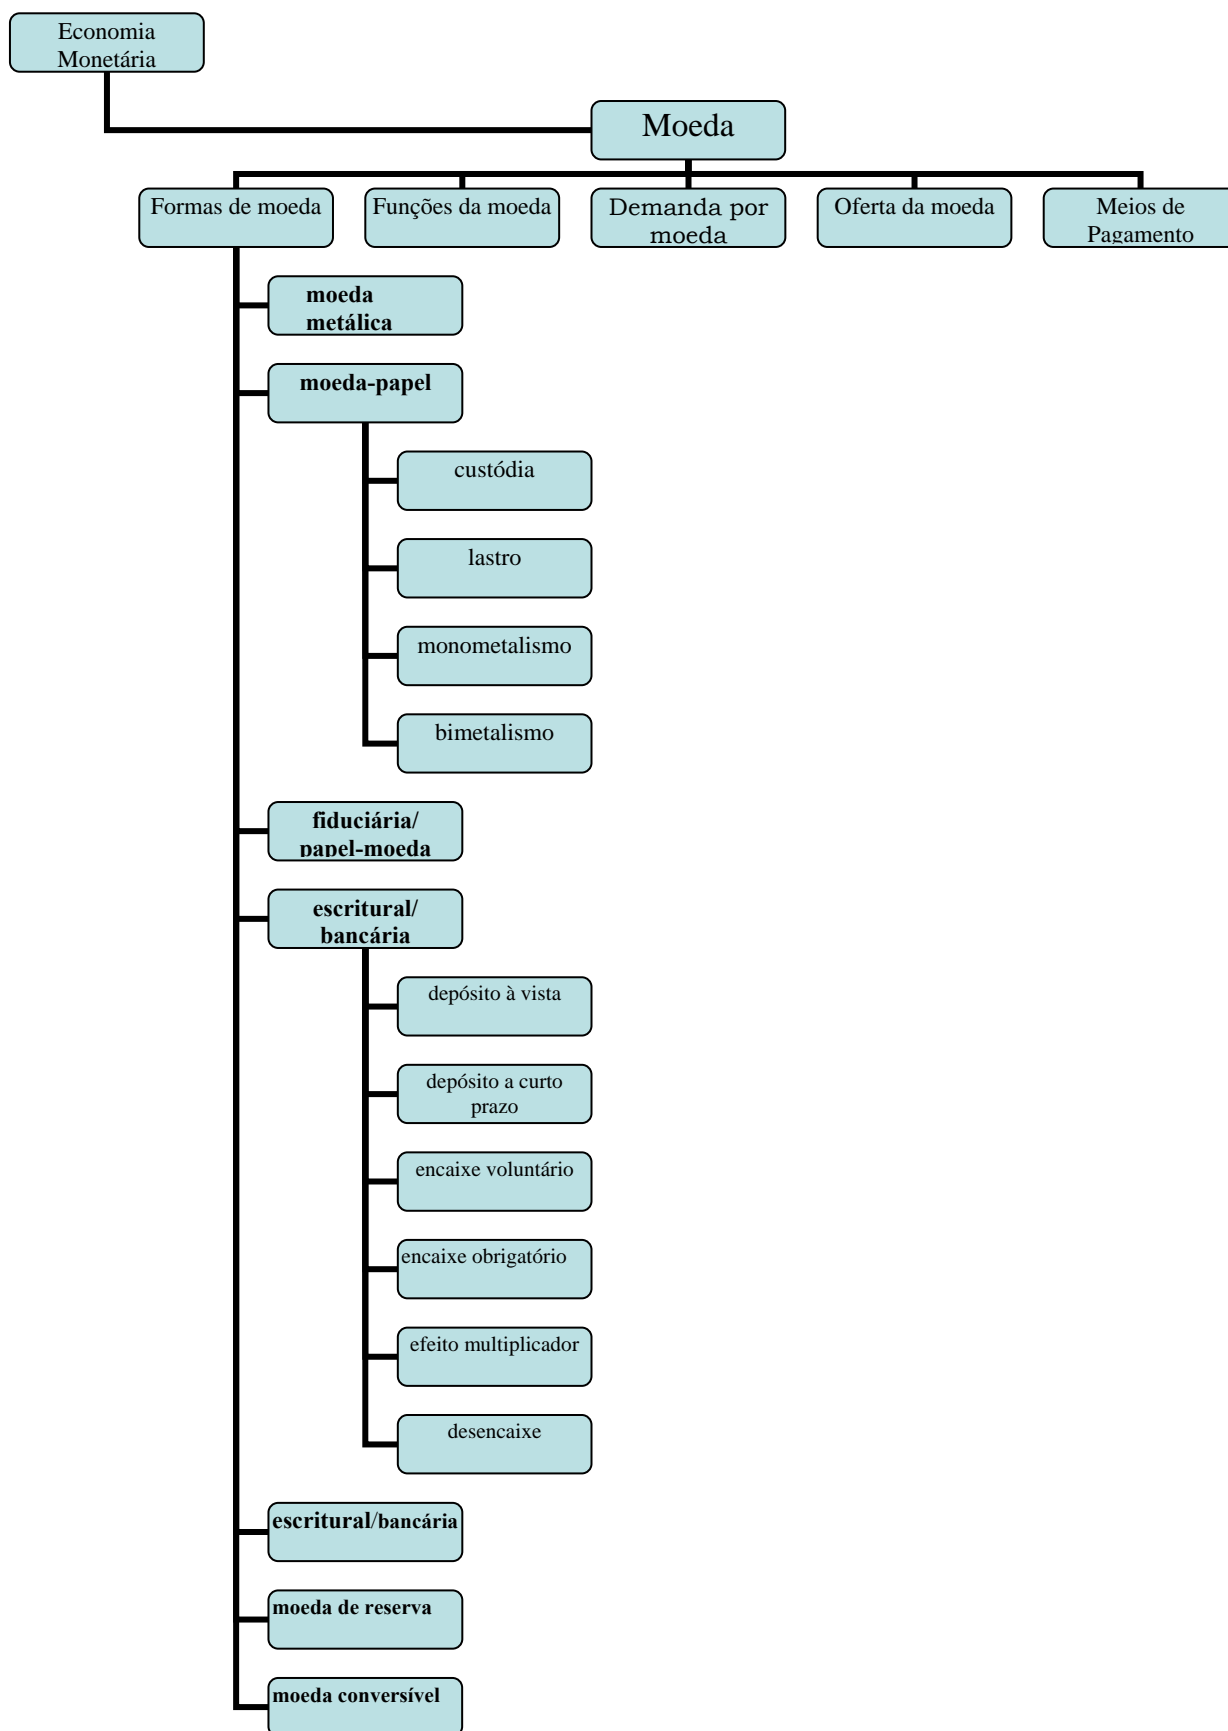 Economia
Monetária
Moeda
Formas de moeda
Funções da moeda
Demanda por
moeda
Oferta da moeda
Meios de
Pagamento
moeda
metálica
moeda-papel
custódia
lastro
monometalismo
bimetalismo
fiduciária/
papel-moeda
escritural/
bancária
depósito à vista
depósito a curto
prazo
encaixe voluntário
encaixe obrigatório
efeito multiplicador
desencaixe
escritural/bancária
moeda de reserva
moeda conversível